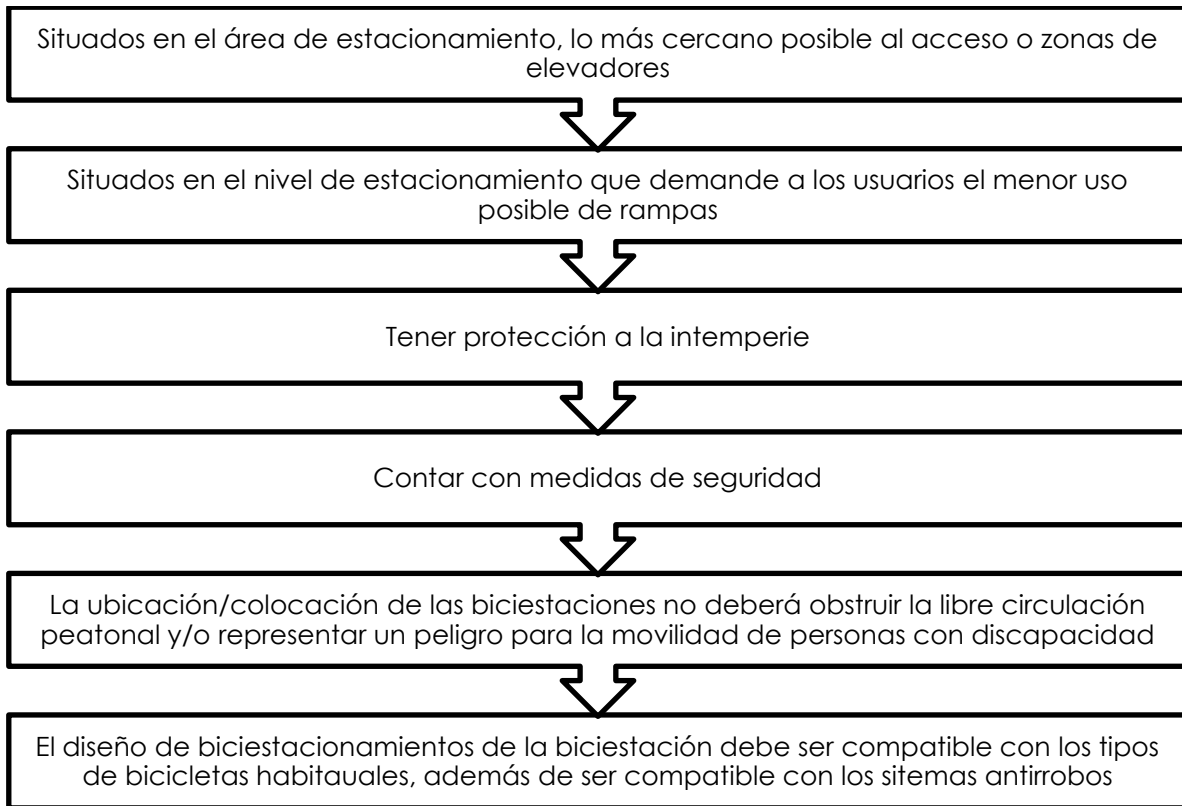 Situados en el área de estacionamiento, lo más cercano posible al acceso o zonas de
elevadores
Situados en el nivel de estacionamiento que demande a los usuarios el menor uso
posible de rampas
Tener protección a la intemperie
Contar con medidas de seguridad
La ubicación/colocación de las biciestaciones no deberá obstruir la libre circulación
peatonal y/o representar un peligro para la movilidad de personas con discapacidad
El diseño de biciestacionamientos de la biciestación debe ser compatible con los tipos
de bicicletas habitauales, además de ser compatible con los sitemas antirrobos